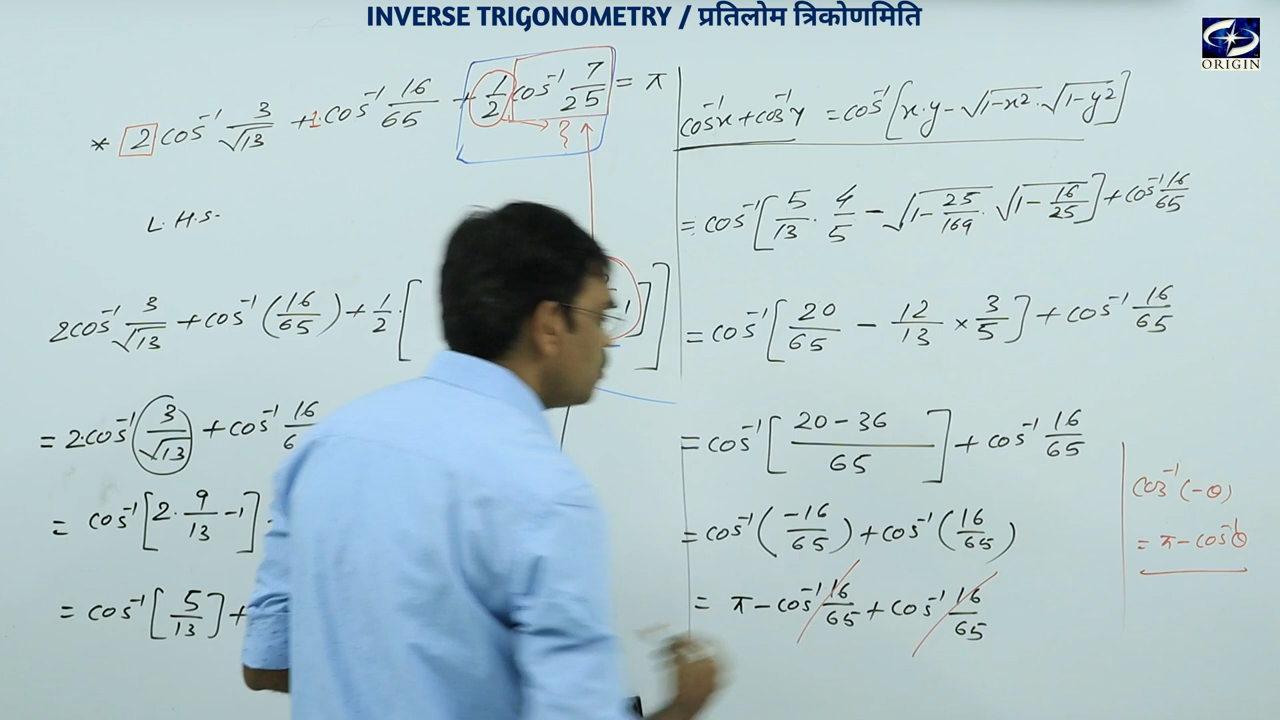 INVERSE TRIGONOMETRY / प्रतिलोम त्रिकोणमिति
ORIGIN
* 2 cos⁻¹ 3/√13 + 1 cos⁻¹ 16/65 + 1/2 cos⁻¹ 7/25 = π
?
L.H.S.
2cos⁻¹ 3/√13 + cos⁻¹(16/65) + 1/2 · [ ]]
= 2·cos⁻¹(3/√13) + cos⁻¹ 16/6
= cos⁻¹[2· 9/13 -1]
= cos⁻¹[5/13] +
cos⁻¹x + cos⁻¹y = cos⁻¹[x·y - √1-x² · √1-y²]
= cos⁻¹[5/13 · 4/5 - √1-25/169 · √1-16/25] + cos⁻¹ 16/65
= cos⁻¹[20/65 - 12/13 × 3/5] + cos⁻¹ 16/65
= cos⁻¹[20-36/65] + cos⁻¹ 16/65
= cos⁻¹(-16/65) + cos⁻¹(16/65)
= π - cos⁻¹ 16/65 + cos⁻¹ 16/65
cos⁻¹(-θ)
= π - cos⁻¹θ